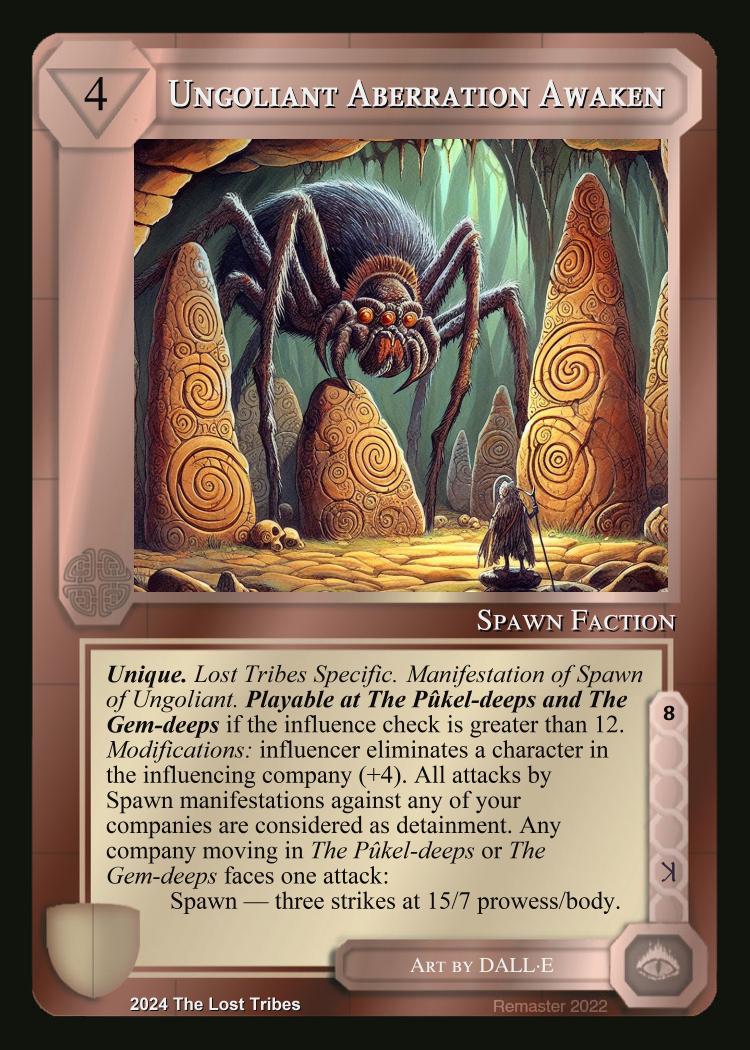 4
Ungoliant Aberration Awaken
Spawn Faction
Unique. Lost Tribes Specific. Manifestation of Spawn
of Ungoliant. Playable at The Pûkel-deeps and The
Gem-deeps if the influence check is greater than 12.
Modifications: influencer eliminates a character in
the influencing company (+4). All attacks by
Spawn manifestations against any of your
companies are considered as detainment. Any
company moving in The Pûkel-deeps or The
Gem-deeps faces one attack:
Spawn — three strikes at 15/7 prowess/body.
8
Art by DALL·E
2024 The Lost Tribes
Remaster 2022